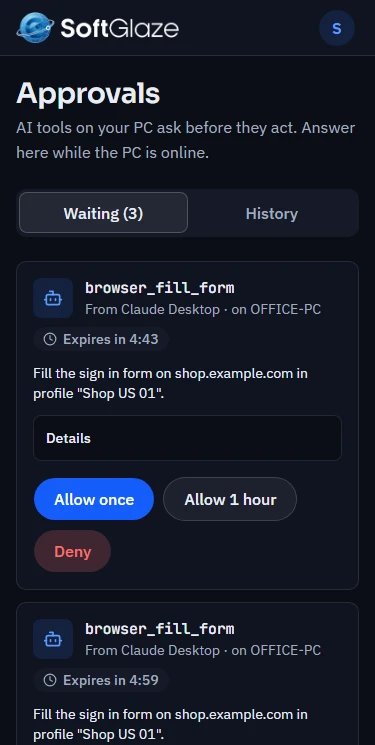 SoftGlaze
S
Approvals
AI tools on your PC ask before they act. Answer
here while the PC is online.
Waiting (3)
History
browser_fill_form
From Claude Desktop · on OFFICE-PC
Expires in 4:43
Fill the sign in form on shop.example.com in
profile "Shop US 01".
Details
Allow once
Allow 1 hour
Deny
browser_fill_form
From Claude Desktop · on OFFICE-PC
Expires in 4:59
Fill the sign in form on shop.example.com in
profile "Shop US 01".